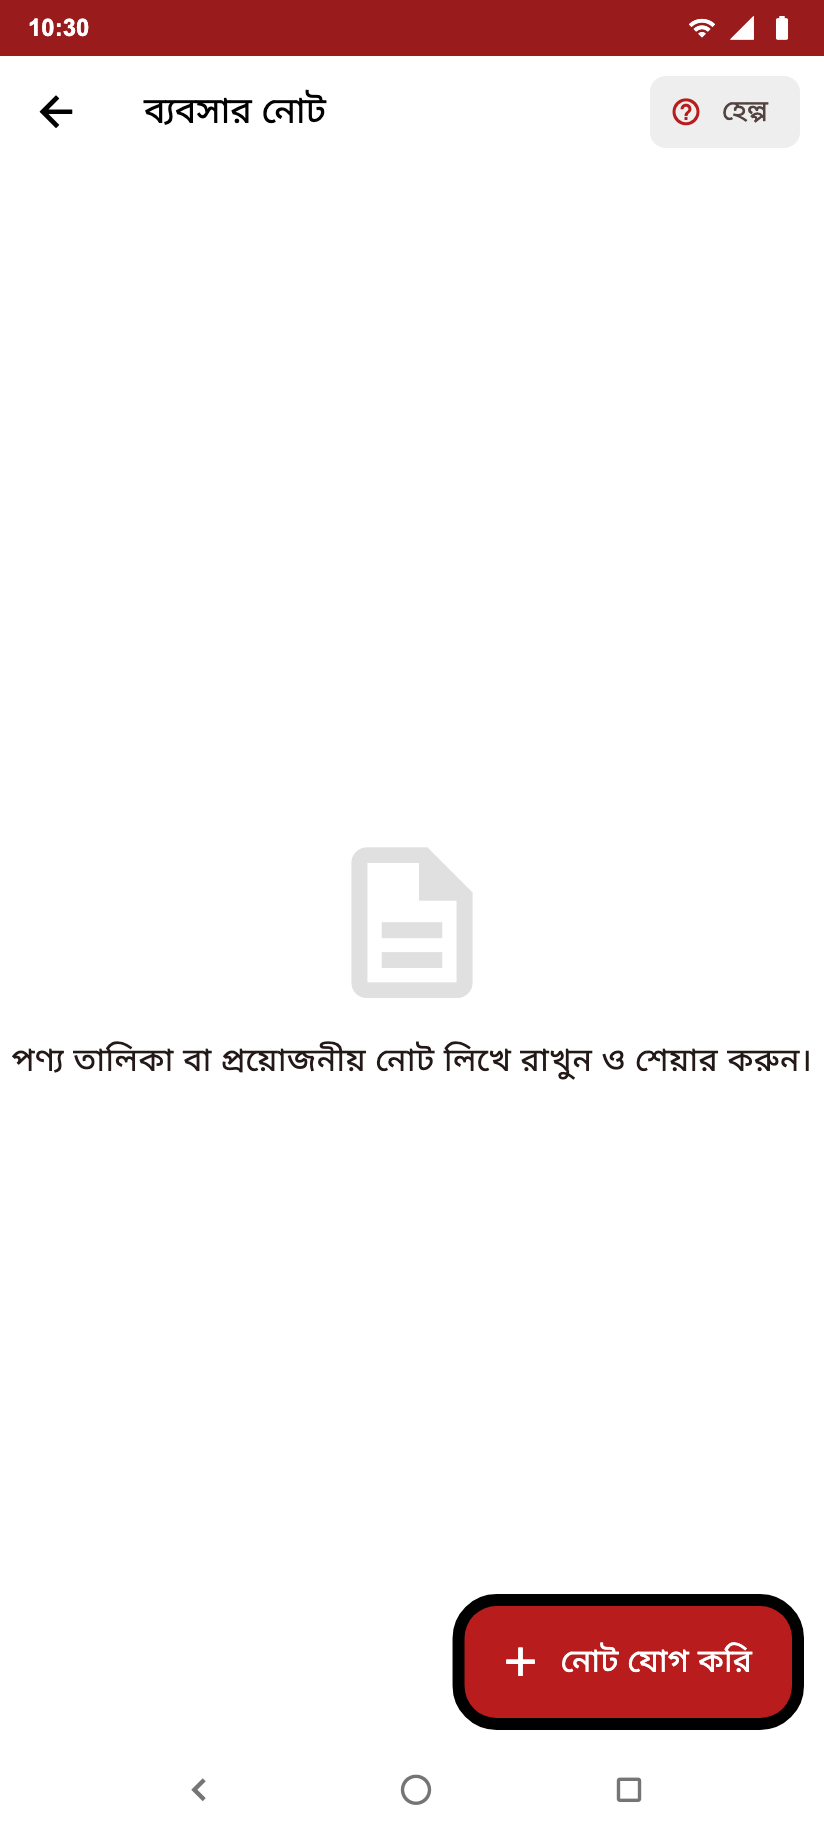 10:30
ব্যবসার নোট
হেল্প
পণ্য তালিকা বা প্রয়োজনীয় নোট লিখে রাখুন ও শেয়ার করুন।
নোট যোগ করি